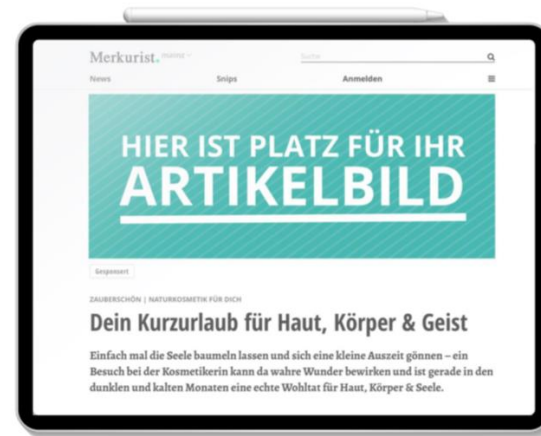 Merkurist. MAINZ
Suche
News Snips Anmelden
HIER IST PLATZ FÜR IHR
ARTIKELBILD
Gesponsert
ZAUBERSCHÖN | NATURKOSMETIK FÜR DICH
Dein Kurzurlaub für Haut, Körper & Geist
Einfach mal die Seele baumeln lassen und sich eine kleine Auszeit gönnen – ein
Besuch bei der Kosmetikerin kann da wahre Wunder bewirken und ist gerade in den
dunklen und kalten Monaten eine echte Wohltat für Haut, Körper & Seele.